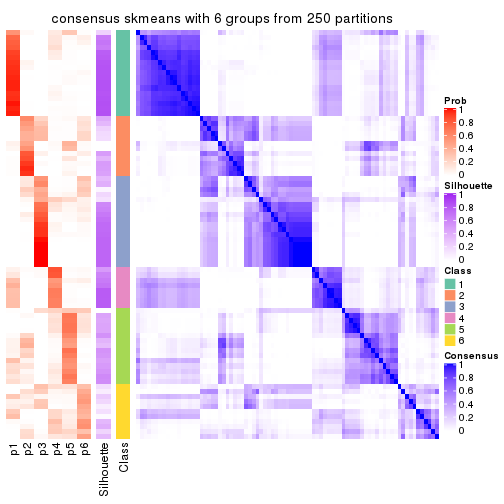 consensus skmeans with 6 groups from 250 partitions
Prob
1
0.8
0.6
0.4
0.2
0
Silhouette
1
0.8
0.6
0.4
0.2
0
Class
1
2
3
4
5
6
Consensus
1
0.8
0.6
0.4
0.2
0
p1
p2
p3
p4
p5
p6
Silhouette
Class